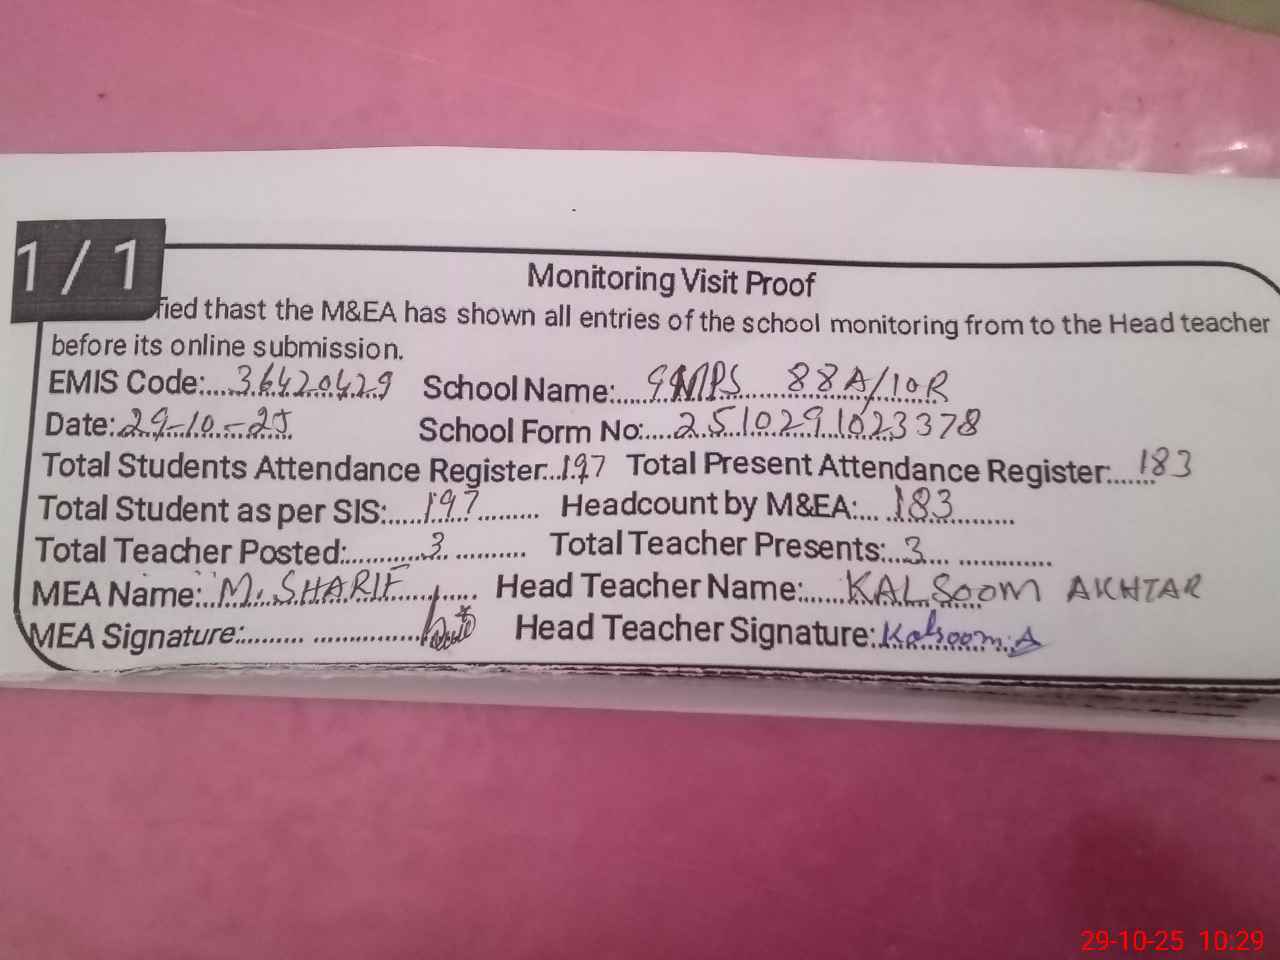 1 / 1
Monitoring Visit Proof
fied thast the M&EA has shown all entries of the school monitoring from to the Head teacher
before its online submission.
EMIS Code:....36420429 School Name:....GMPS 88A/10R
Date:.29-10-25 School Form No:....2510291023378
Total Students Attendance Register...197 Total Present Attendance Register:.......183
Total Student as per SIS:......197......... Headcount by M&EA:... 183............
Total Teacher Posted:............3............ Total Teacher Presents:..3...............
MEA Name:..M. SHARIF........ Head Teacher Name:......KALSOOM AKHTAR
MEA Signature:......... ................ Head Teacher Signature:.Kalsoom.A
29-10-25 10:29